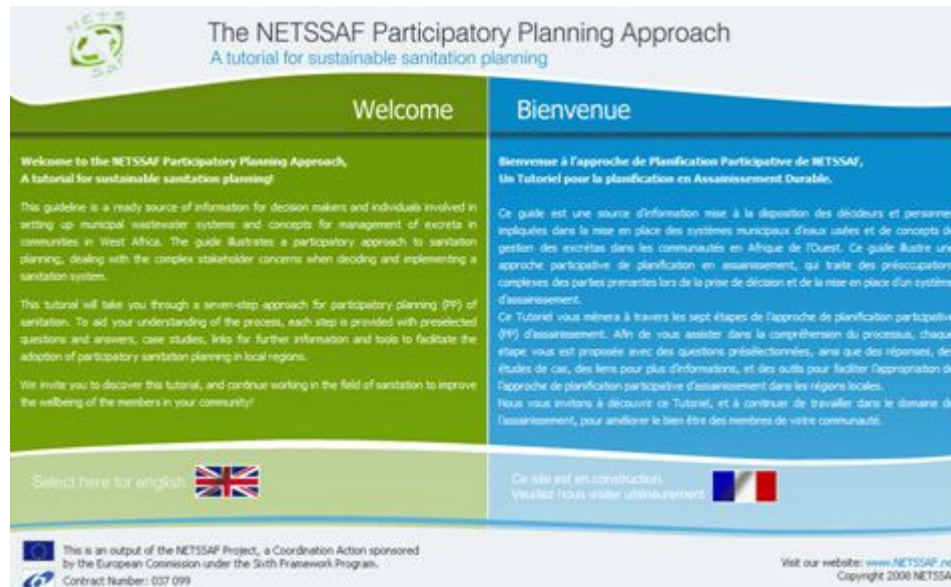 NETS
SAF
The NETSSAF Participatory Planning Approach
A tutorial for sustainable sanitation planning
Welcome
Welcome to the NETSSAF Participatory Planning Approach,
A tutorial for sustainable sanitation planning!
This guideline is a ready source of information for decision makers and individuals involved in
setting up municipal wastewater systems and concepts for management of excreta in
communities in West Africa. The guide illustrates a participatory approach to sanitation
planning, dealing with the complex stakeholder concerns when deciding and implementing a
sanitation system.
This tutorial will take you through a seven-step approach for participatory planning (PP) of
sanitation. To aid your understanding of the process, each step is provided with preselected
questions and answers, case studies, links for further information and tools to facilitate the
adoption of participatory sanitation planning in local regions.
We invite you to discover this tutorial, and continue working in the field of sanitation to improve
the wellbeing of the members in your community!
Select here for english
Bienvenue
Bienvenue à l'approche de Planification Participative de NETSSAF,
Un Tutoriel pour la planification en Assainissement Durable.
Ce guide est une source d'information mise à la disposition des décideurs et personne
impliquées dans la mise en place des systèmes municipaux d'eaux usées et de concepts de
gestion des excrétas dans les communautés en Afrique de l'Ouest. Ce guide illustre un
approche participative de planification en assainissement, qui traite des préoccupation
complexes des parties prenantes lors de la prise de décision et de la mise en place d'un systèm
d'assainissement.
Ce Tutoriel vous mènera à travers les sept étapes de l'approche de planification participativ
(PP) d'assainissement. Afin de vous assister dans la compréhension du processus, chaqu
étape vous est proposée avec des questions présélectionnées, ains que des réponses, de
études de cas, des liens pour plus d'informations, et des outils pour faciliter l'appropriation de
l'approche de planification participative d'assainissement dans les régions locales.
Nous vous invitons à découvrir ce Tutoriel, et à continuer de travailler dans le domaine de
l'assainissement, pour améliorer le bien être des membres de votre communauté.
Ce site est en construction.
Veuillez nous visiter ultérieurement
This is an output of the NETSSAF Project, a Coordination Action sponsored
by the European Commission under the Sixth Framework Program.
Contract Number: 037 099
Visit our website: www.NETSSAF.ne
Copyright 2008 NETSSA